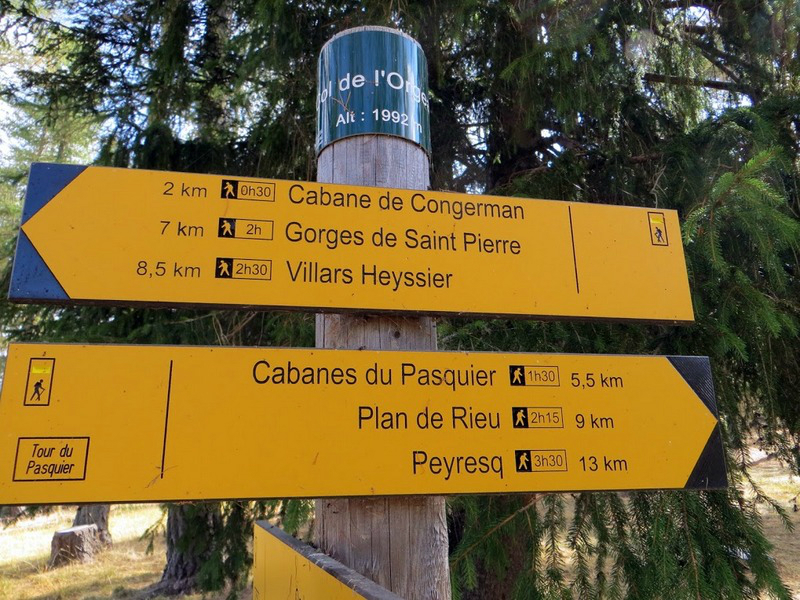 de l'Orge
Alt : 1992
2 km 0h30 Cabane de Congerman
7 km 2h Gorges de Saint Pierre
8,5 km 2h30 Villars Heyssier
Cabanes du Pasquier 1h30 5,5 km
Plan de Rieu 2h15 9 km
Peyresq 3h30 13 km
Tour du
Pasquier